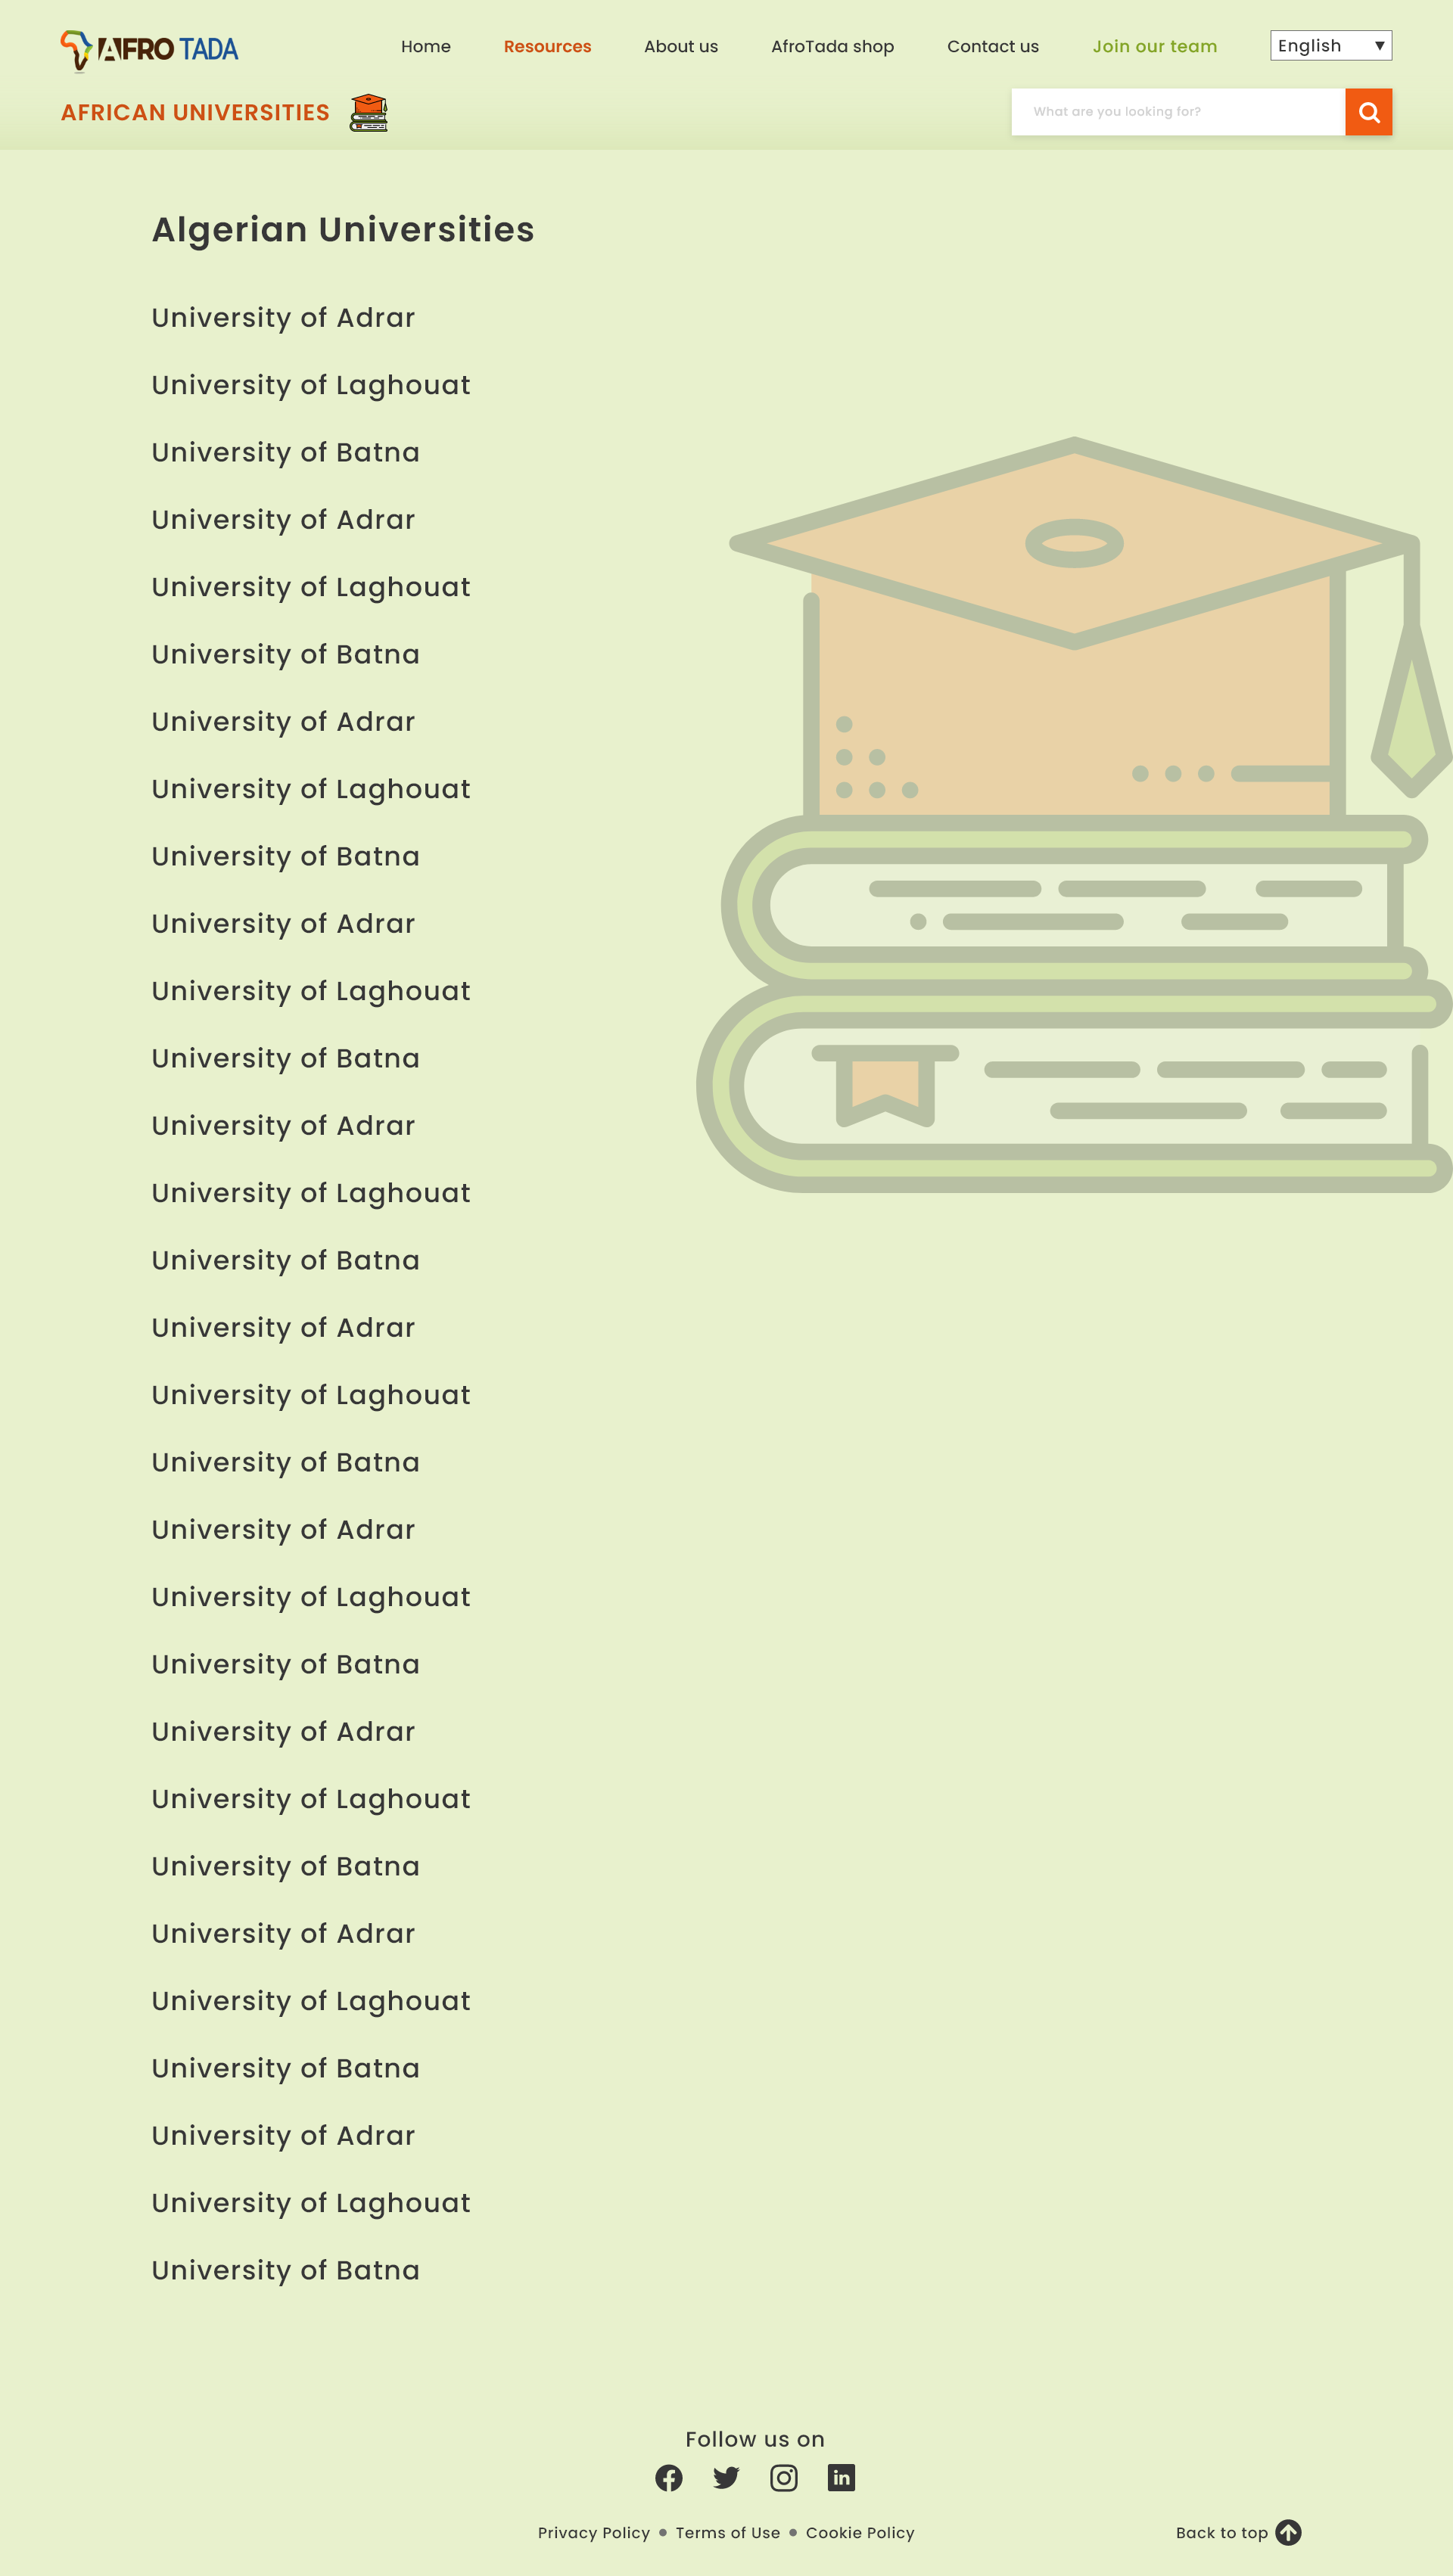 AFRO TADA
Home Resources About us AfroTada shop Contact us Join our team English
AFRICAN UNIVERSITIES
What are you looking for?
Algerian Universities
University of Adrar
University of Laghouat
University of Batna
University of Adrar
University of Laghouat
University of Batna
University of Adrar
University of Laghouat
University of Batna
University of Adrar
University of Laghouat
University of Batna
University of Adrar
University of Laghouat
University of Batna
University of Adrar
University of Laghouat
University of Batna
University of Adrar
University of Laghouat
University of Batna
University of Adrar
University of Laghouat
University of Batna
University of Adrar
University of Laghouat
University of Batna
University of Adrar
University of Laghouat
University of Batna
Follow us on
Privacy Policy • Terms of Use • Cookie Policy Back to top